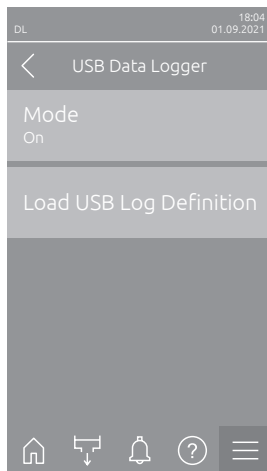 18:04
DL 01.09.2021
USB Data Logger
Mode
On
Load USB Log Definition
?